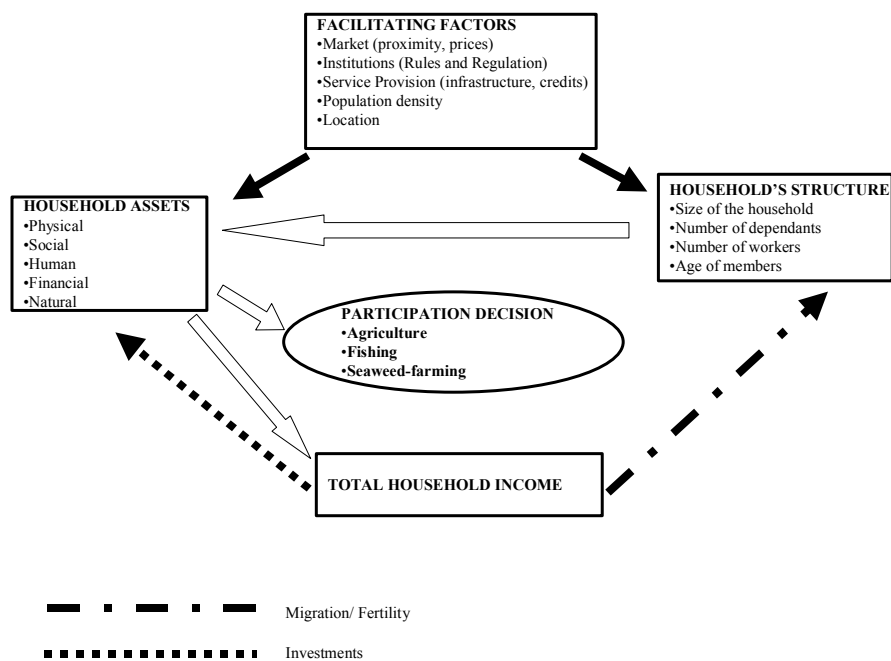 FACILITATING FACTORS
•Market (proximity, prices)
•Institutions (Rules and Regulation)
•Service Provision (infrastructure, credits)
•Population density
•Location
HOUSEHOLD ASSETS
•Physical
•Social
•Human
•Financial
•Natural
HOUSEHOLD'S STRUCTURE
•Size of the household
•Number of dependants
•Number of workers
•Age of members
PARTICIPATION DECISION
•Agriculture
•Fishing
•Seaweed-farming
TOTAL HOUSEHOLD INCOME
Migration/ Fertility
Investments